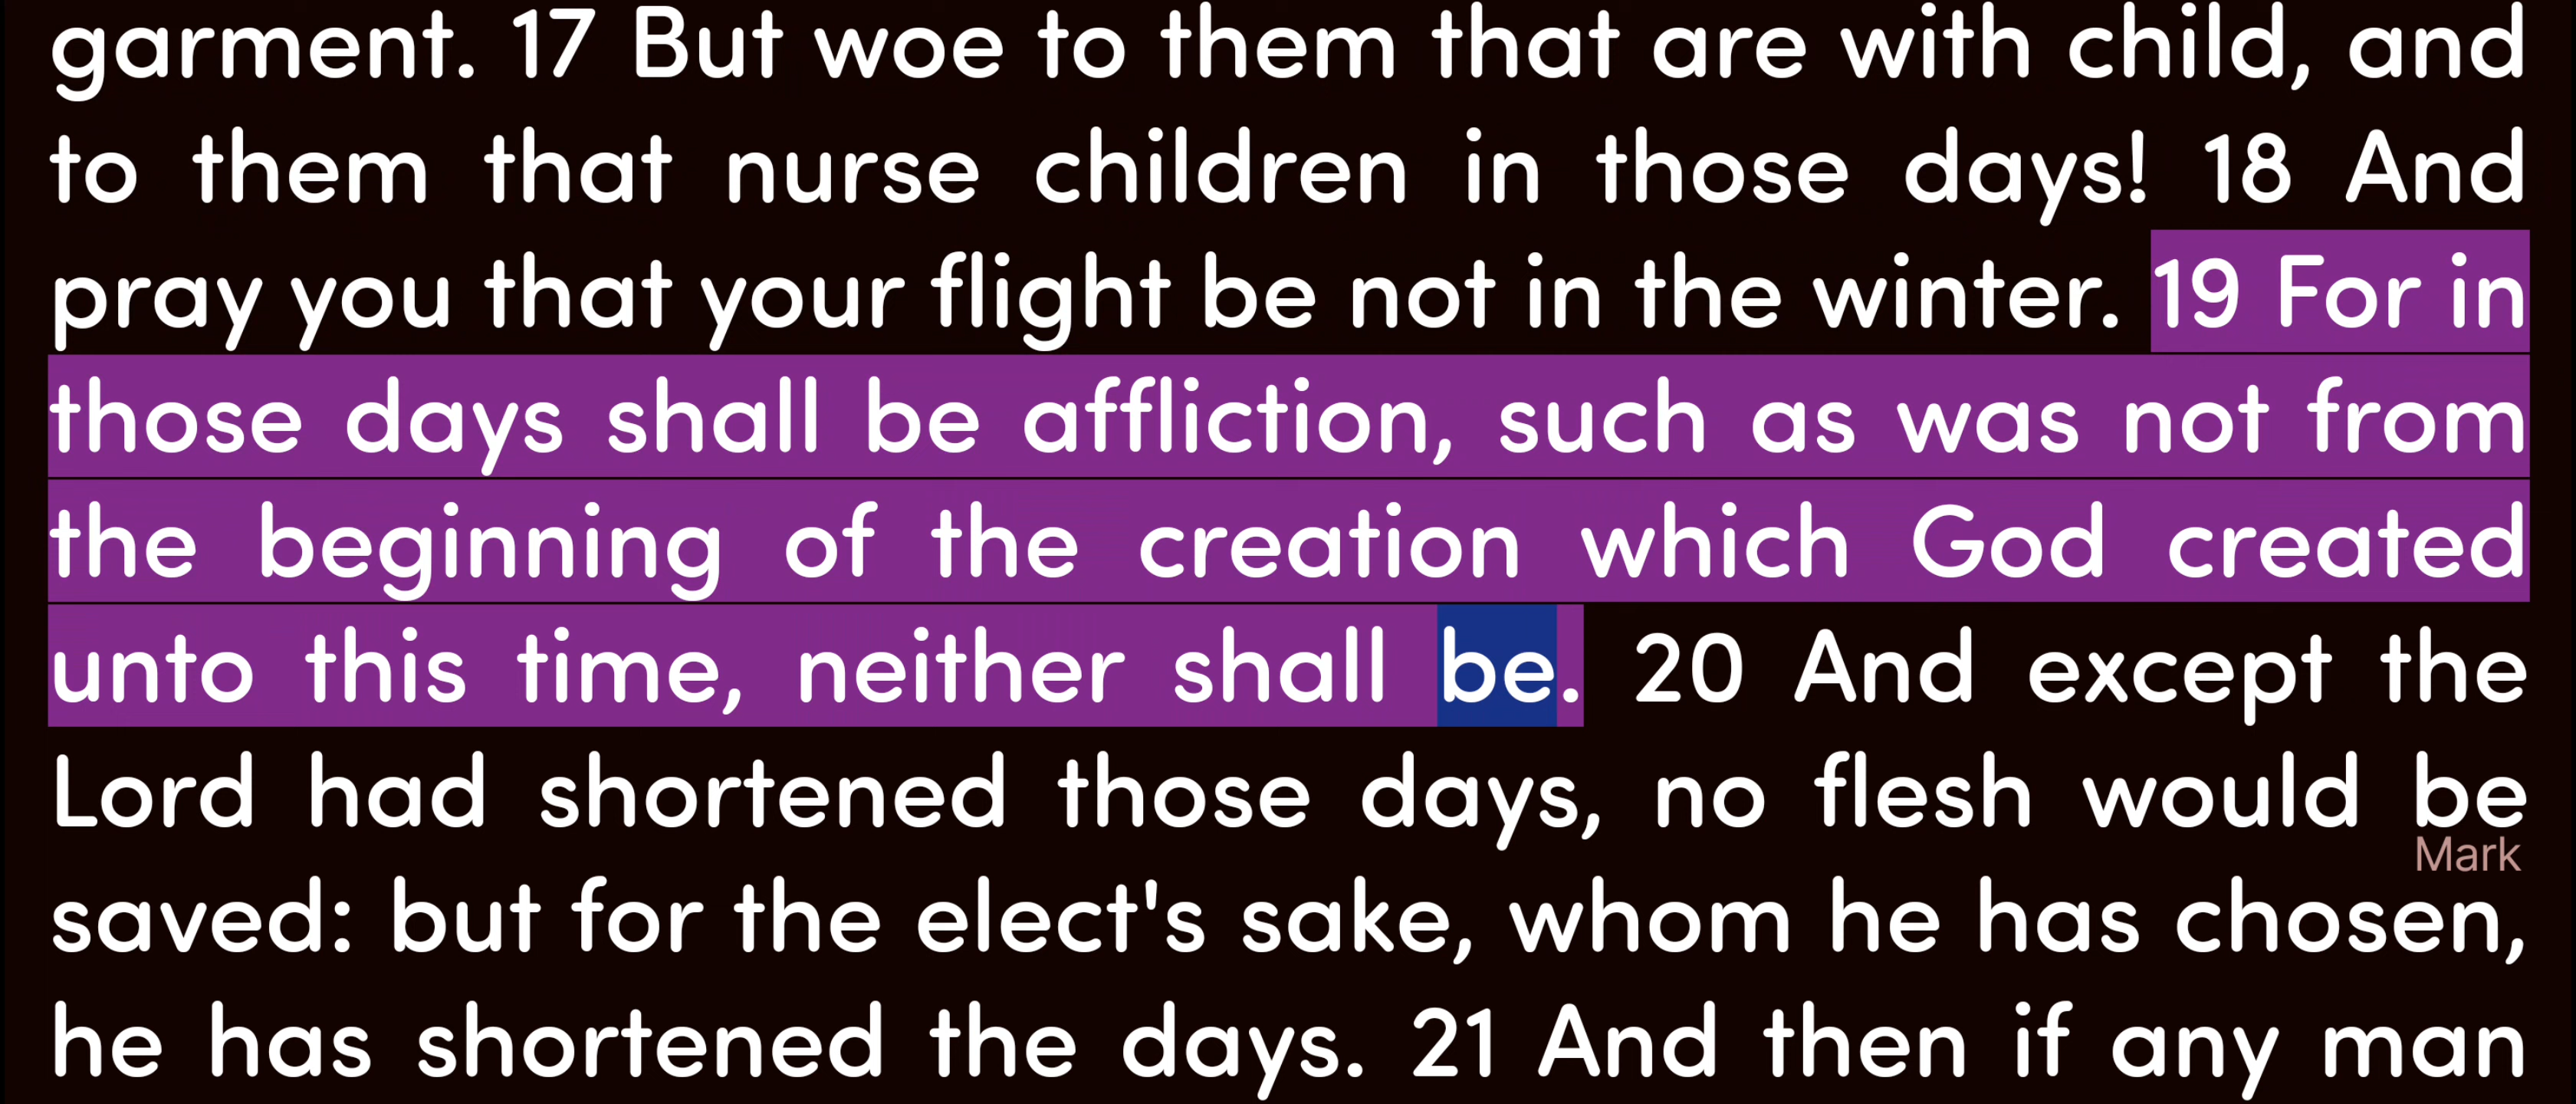 garment. 17 But woe to them that are with child, and
to them that nurse children in those days! 18 And
pray you that your flight be not in the winter. 19 For in
those days shall be affliction, such as was not from
the beginning of the creation which God created
unto this time, neither shall be. 20 And except the
Lord had shortened those days, no flesh would be
Mark
saved: but for the elect's sake, whom he has chosen,
he has shortened the days. 21 And then if any man